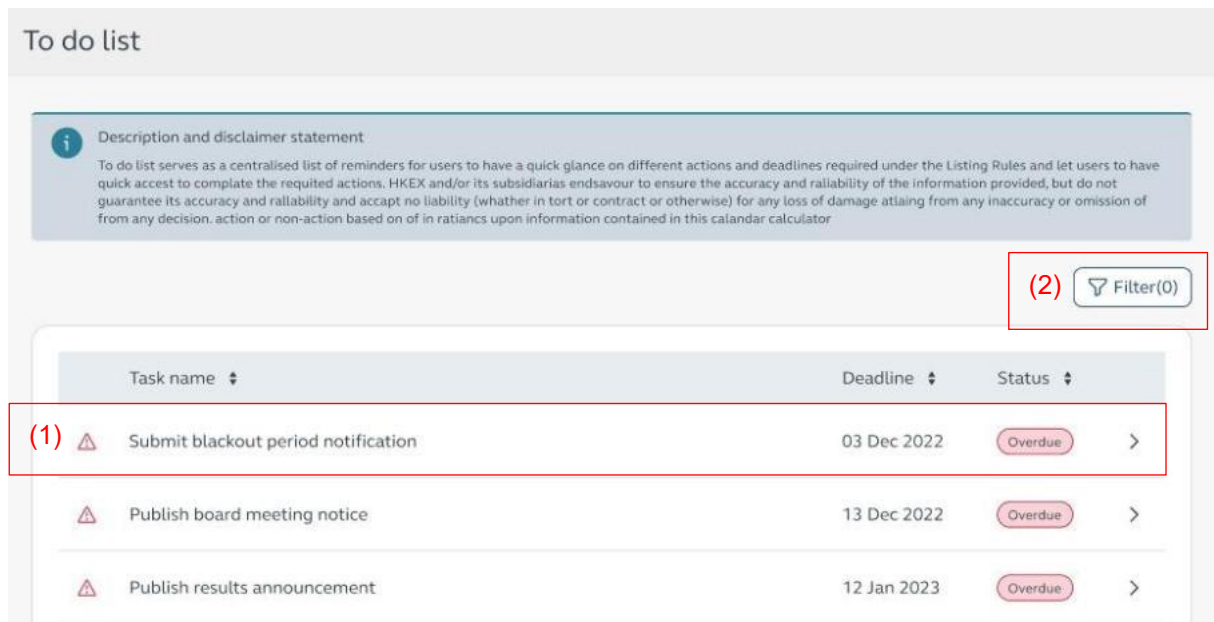 To do list
Description and disclaimer statement
To do list serves as a centralised list of reminders for users to have a quick glance on different actions and deadlines required under the Listing Rules and let users to have
quick access to complate the requited actions. HKEX and/or its subsidiarias endsavour to ensure the accuracy and raliability of the information provided, but do not
guarantee its accuracy and rallability and accapt no liability (whather in tort or contract or otherwise) for any loss of damage atlaing from any inaccuracy or omission of
from any decision. action or non-action based on of in ratiancs upon information contained in this calandar calculator
(2) Filter(0)
Task name Deadline Status
(1) Submit blackout period notification 03 Dec 2022 Overdue
Publish board meeting notice 13 Dec 2022 Overdue
Publish results announcement 12 Jan 2023 Overdue